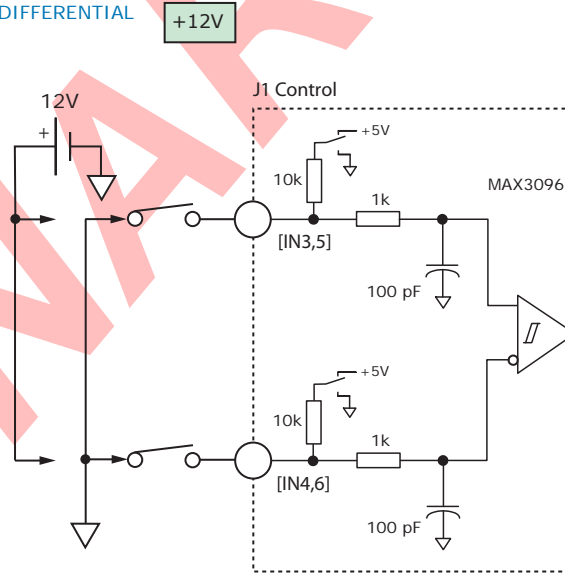 DIFFERENTIAL
+12V
12V
+
J1 Control
+5V
10k
1k
MAX3096
[IN3,5]
100 pF
+5V
10k
1k
[IN4,6]
100 pF